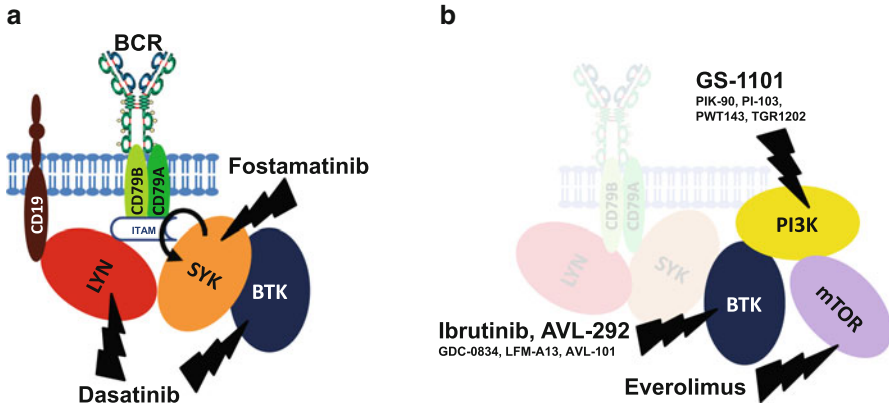 a
BCR
Fostamatinib
CD79B
CD79A
CD19
ITAM
LYN
SYK
BTK
Dasatinib
b
GS-1101
PIK-90, PI-103,
PWT143, TGR1202
CD79B
CD79A
PI3K
LYN
SYK
BTK
mTOR
Ibrutinib, AVL-292
GDC-0834, LFM-A13, AVL-101
Everolimus